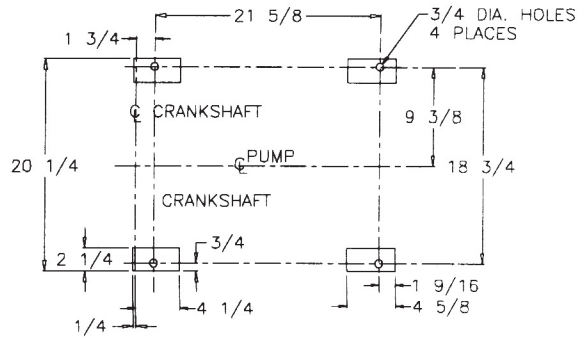 21 5/8
3/4 DIA. HOLES
4 PLACES
1 3/4
℄ CRANKSHAFT
9 3/8
20 1/4
℄ PUMP
18 3/4
CRANKSHAFT
3/4
2 1/4
1 9/16
4 1/4
4 5/8
1/4